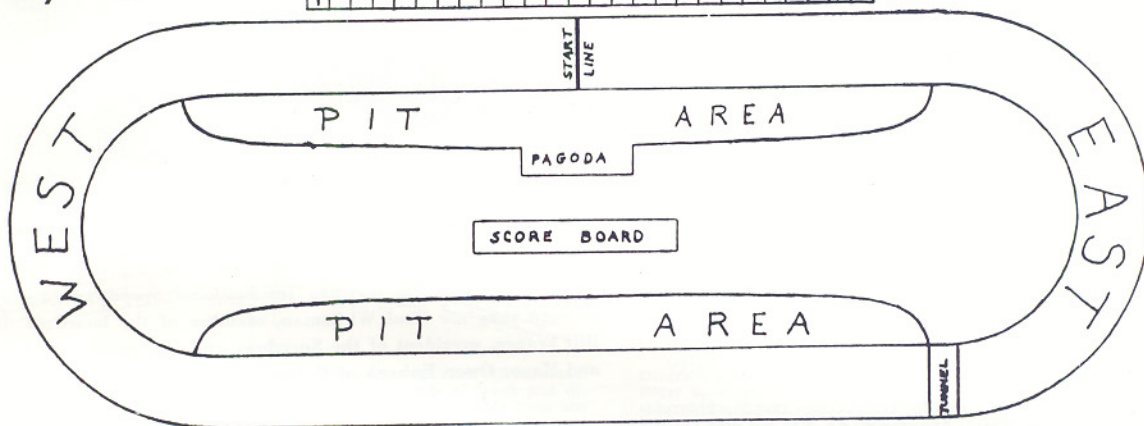 START
LINE
PIT AREA
PAGODA
WEST
EAST
SCORE BOARD
PIT AREA
TUNNEL